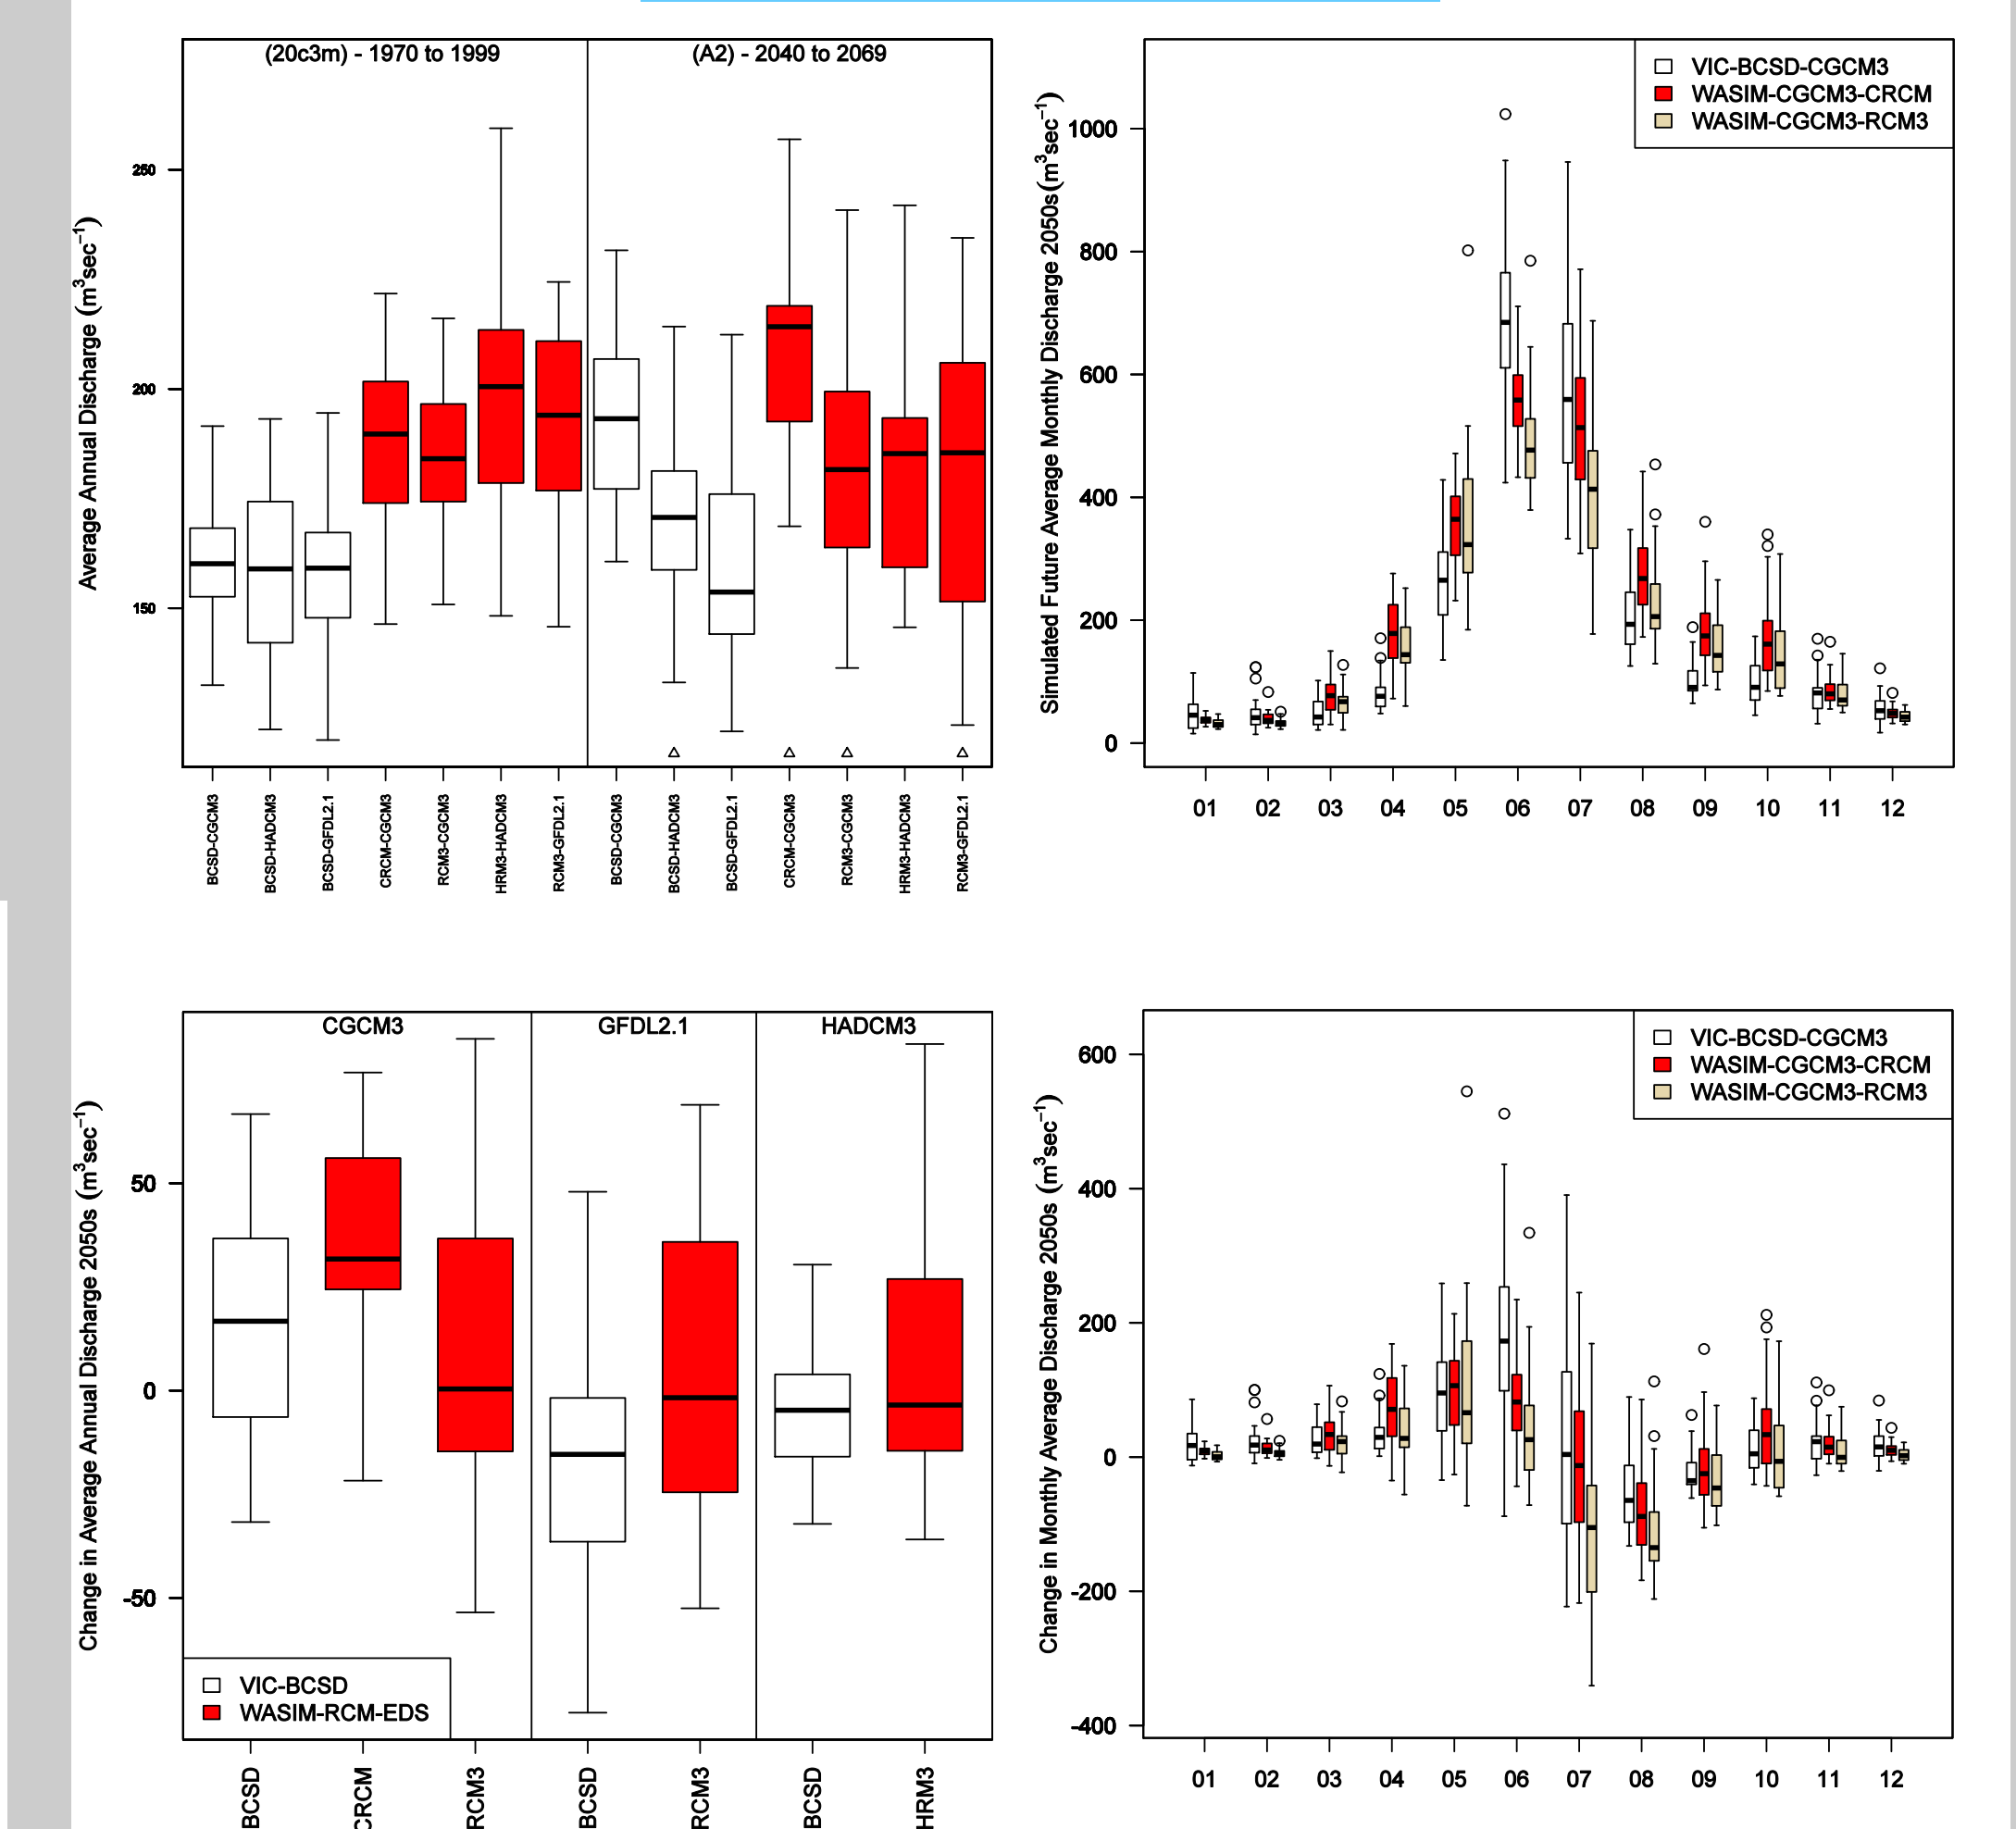 (20c3m) - 1970 to 1999
(A2) - 2040 to 2069
Average Annual Discharge (m³sec⁻¹)
250
200
150
BCSD-CGCM3
BCSD-HADCM3
BCSD-GFDL2.1
CRCM-CGCM3
RCM3-CGCM3
HRM3-HADCM3
RCM3-GFDL2.1
BCSD-CGCM3
BCSD-HADCM3
BCSD-GFDL2.1
CRCM-CGCM3
RCM3-CGCM3
HRM3-HADCM3
RCM3-GFDL2.1
VIC-BCSD-CGCM3
WASIM-CGCM3-CRCM
WASIM-CGCM3-RCM3
Simulated Future Average Monthly Discharge 2050s(m³sec⁻¹)
1000
800
600
400
200
0
01 02 03 04 05 06 07 08 09 10 11 12
CGCM3
GFDL2.1
HADCM3
Change in Average Annual Discharge 2050s (m³sec⁻¹)
50
0
-50
VIC-BCSD
WASIM-RCM-EDS
BCSD
CRCM
RCM3
BCSD
RCM3
BCSD
HRM3
VIC-BCSD-CGCM3
WASIM-CGCM3-CRCM
WASIM-CGCM3-RCM3
Change in Monthly Average Discharge 2050s (m³sec⁻¹)
600
400
200
0
-200
-400
01 02 03 04 05 06 07 08 09 10 11 12